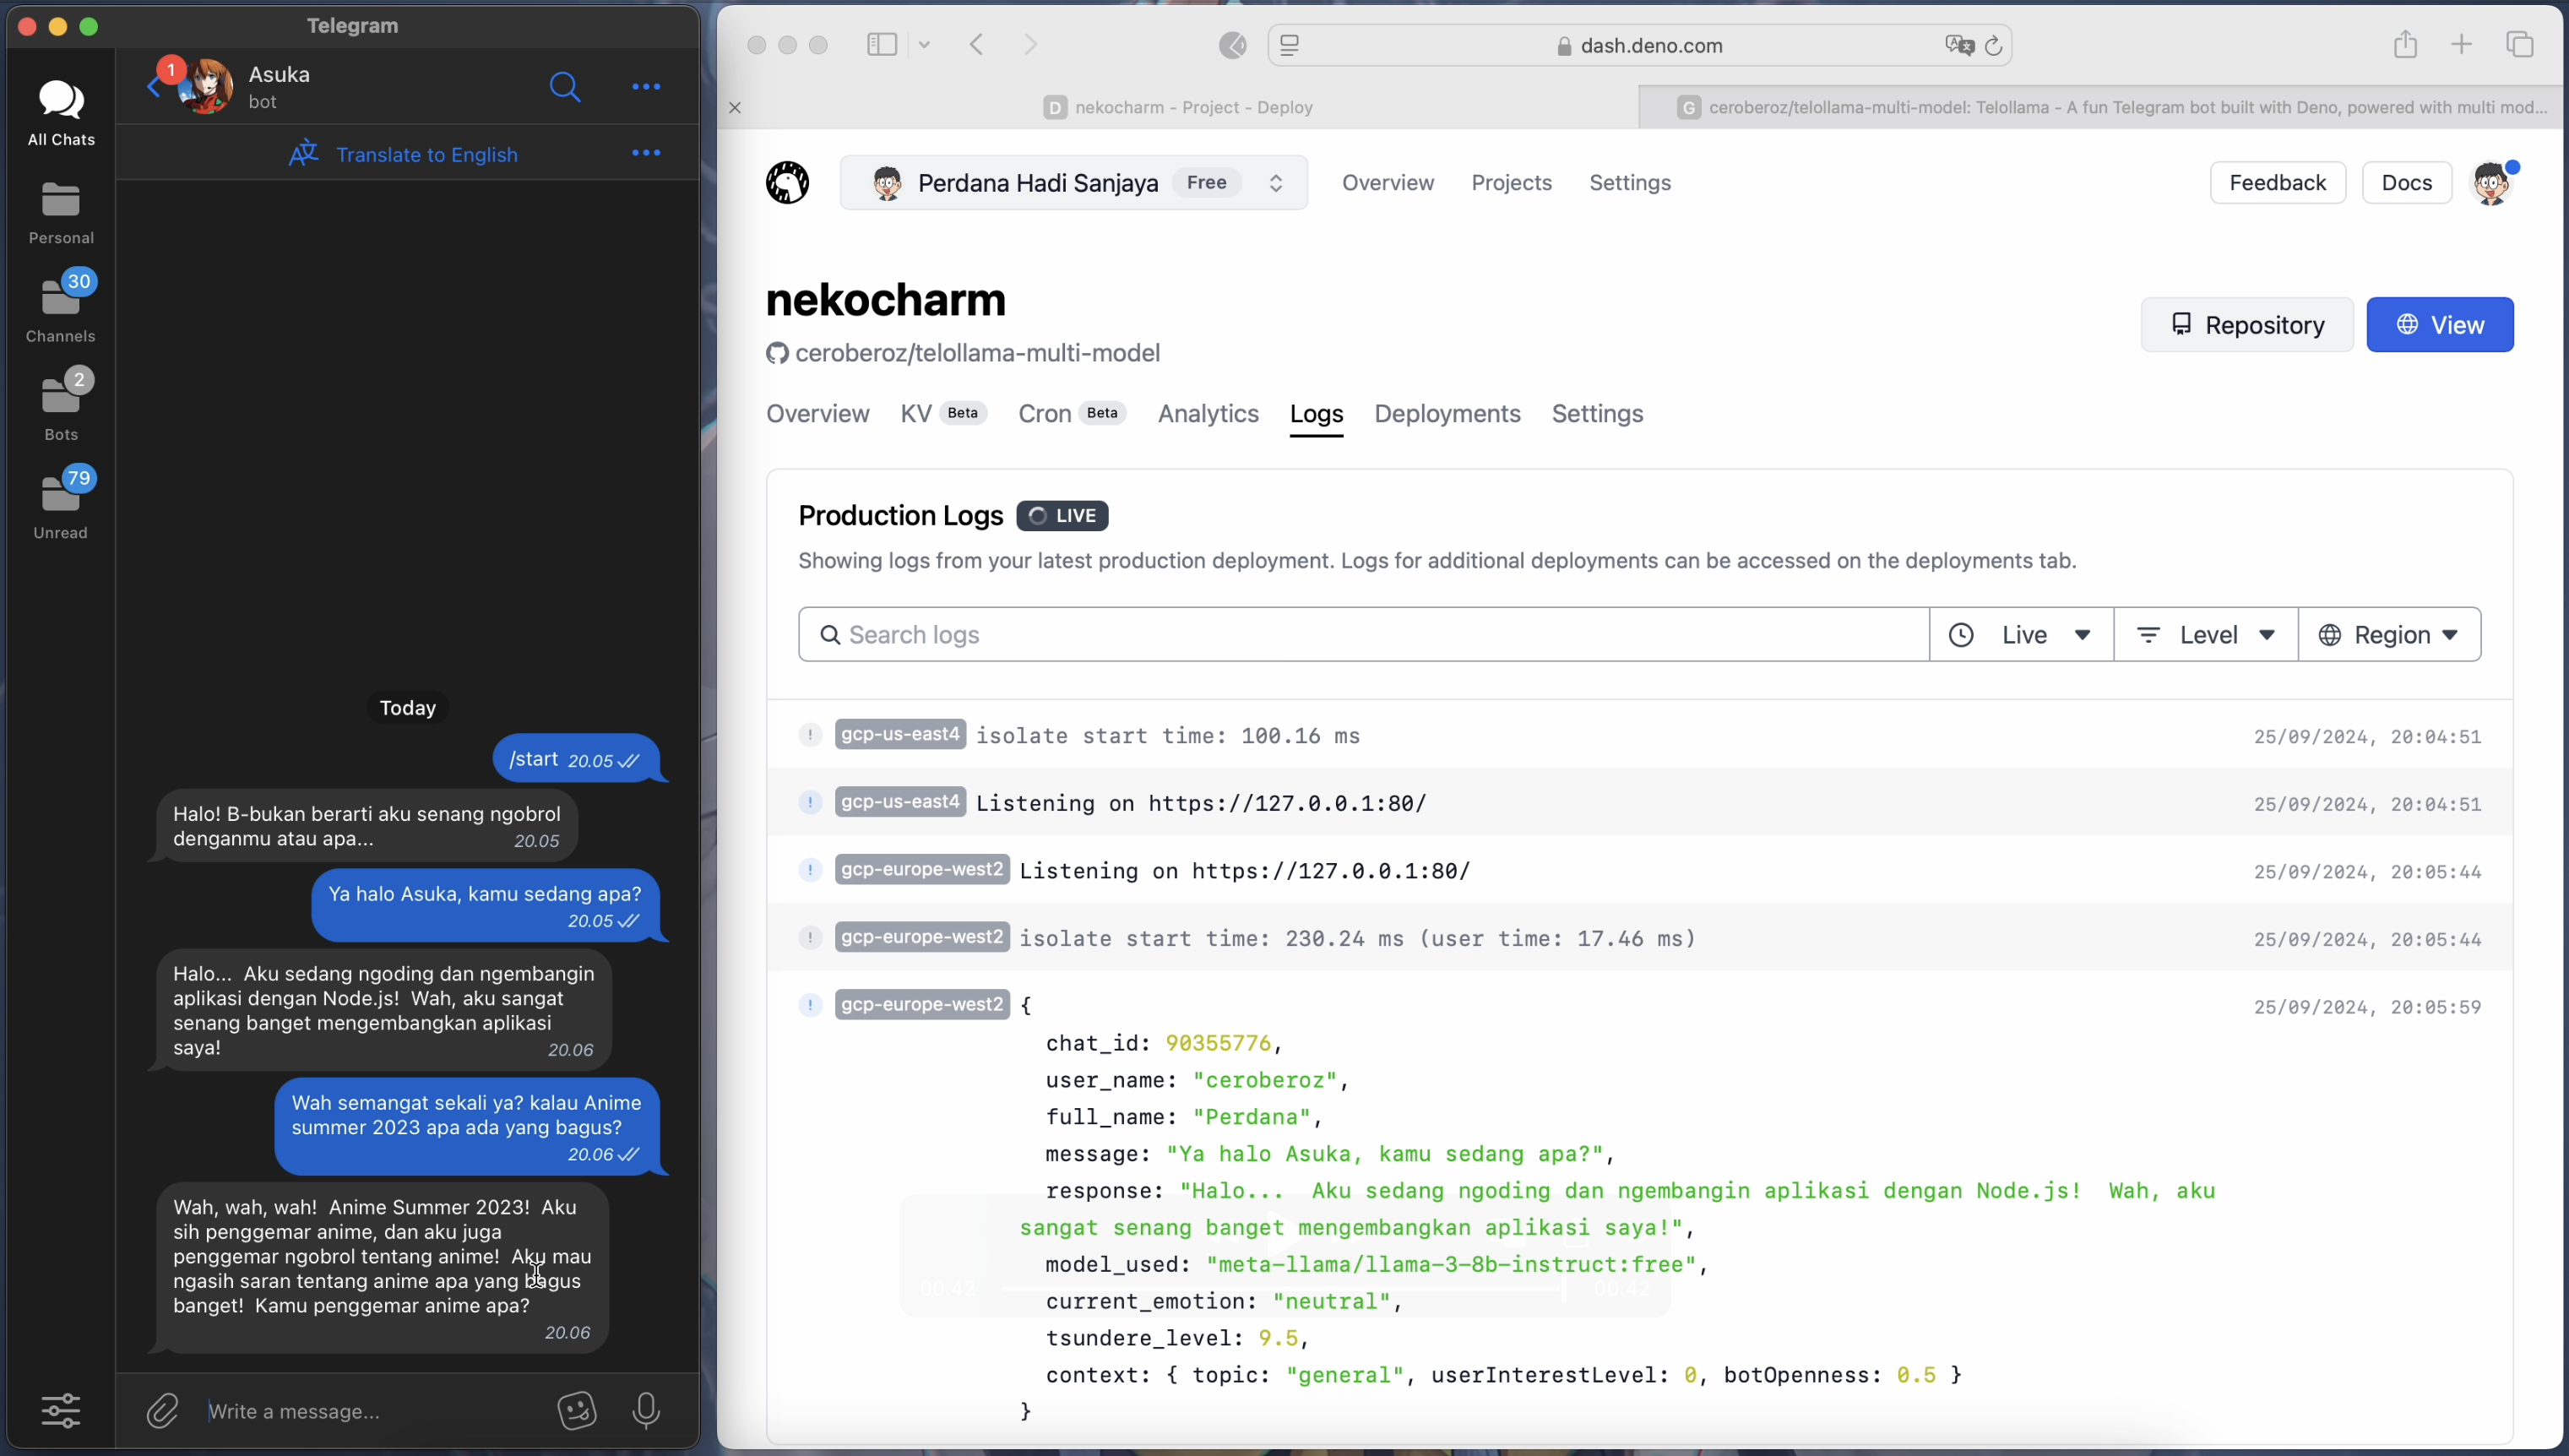 Telegram
All Chats
Personal
30
Channels
2
Bots
79
Unread
1
Asuka
bot
Translate to English
Today
/start 20.05
Halo! B-bukan berarti aku senang ngobrol
denganmu atau apa... 20.05
Ya halo Asuka, kamu sedang apa?
20.05
Halo... Aku sedang ngoding dan ngembangin
aplikasi dengan Node.js! Wah, aku sangat
senang banget mengembangkan aplikasi
saya! 20.06
Wah semangat sekali ya? kalau Anime
summer 2023 apa ada yang bagus?
20.06
Wah, wah, wah! Anime Summer 2023! Aku
sih penggemar anime, dan aku juga
penggemar ngobrol tentang anime! Aku mau
ngasih saran tentang anime apa yang bagus
banget! Kamu penggemar anime apa?
20.06
Write a message...
dash.deno.com
D nekocharm - Project - Deploy
G ceroberoz/telollama-multi-model: Telollama - A fun Telegram bot built with Deno, powered with multi mod...
Perdana Hadi Sanjaya Free Overview Projects Settings Feedback Docs
nekocharm
Repository View
ceroberoz/telollama-multi-model
Overview KV Beta Cron Beta Analytics Logs Deployments Settings
Production Logs LIVE
Showing logs from your latest production deployment. Logs for additional deployments can be accessed on the deployments tab.
Search logs Live Level Region
gcp-us-east4 isolate start time: 100.16 ms 25/09/2024, 20:04:51
gcp-us-east4 Listening on https://127.0.0.1:80/ 25/09/2024, 20:04:51
gcp-europe-west2 Listening on https://127.0.0.1:80/ 25/09/2024, 20:05:44
gcp-europe-west2 isolate start time: 230.24 ms (user time: 17.46 ms) 25/09/2024, 20:05:44
gcp-europe-west2 { 25/09/2024, 20:05:59
chat_id: 90355776,
user_name: "ceroberoz",
full_name: "Perdana",
message: "Ya halo Asuka, kamu sedang apa?",
response: "Halo... Aku sedang ngoding dan ngembangin aplikasi dengan Node.js! Wah, aku
sangat senang banget mengembangkan aplikasi saya!",
model_used: "meta-llama/llama-3-8b-instruct:free",
00:42 00:42
current_emotion: "neutral",
tsundere_level: 9.5,
context: { topic: "general", userInterestLevel: 0, botOpenness: 0.5 }
}